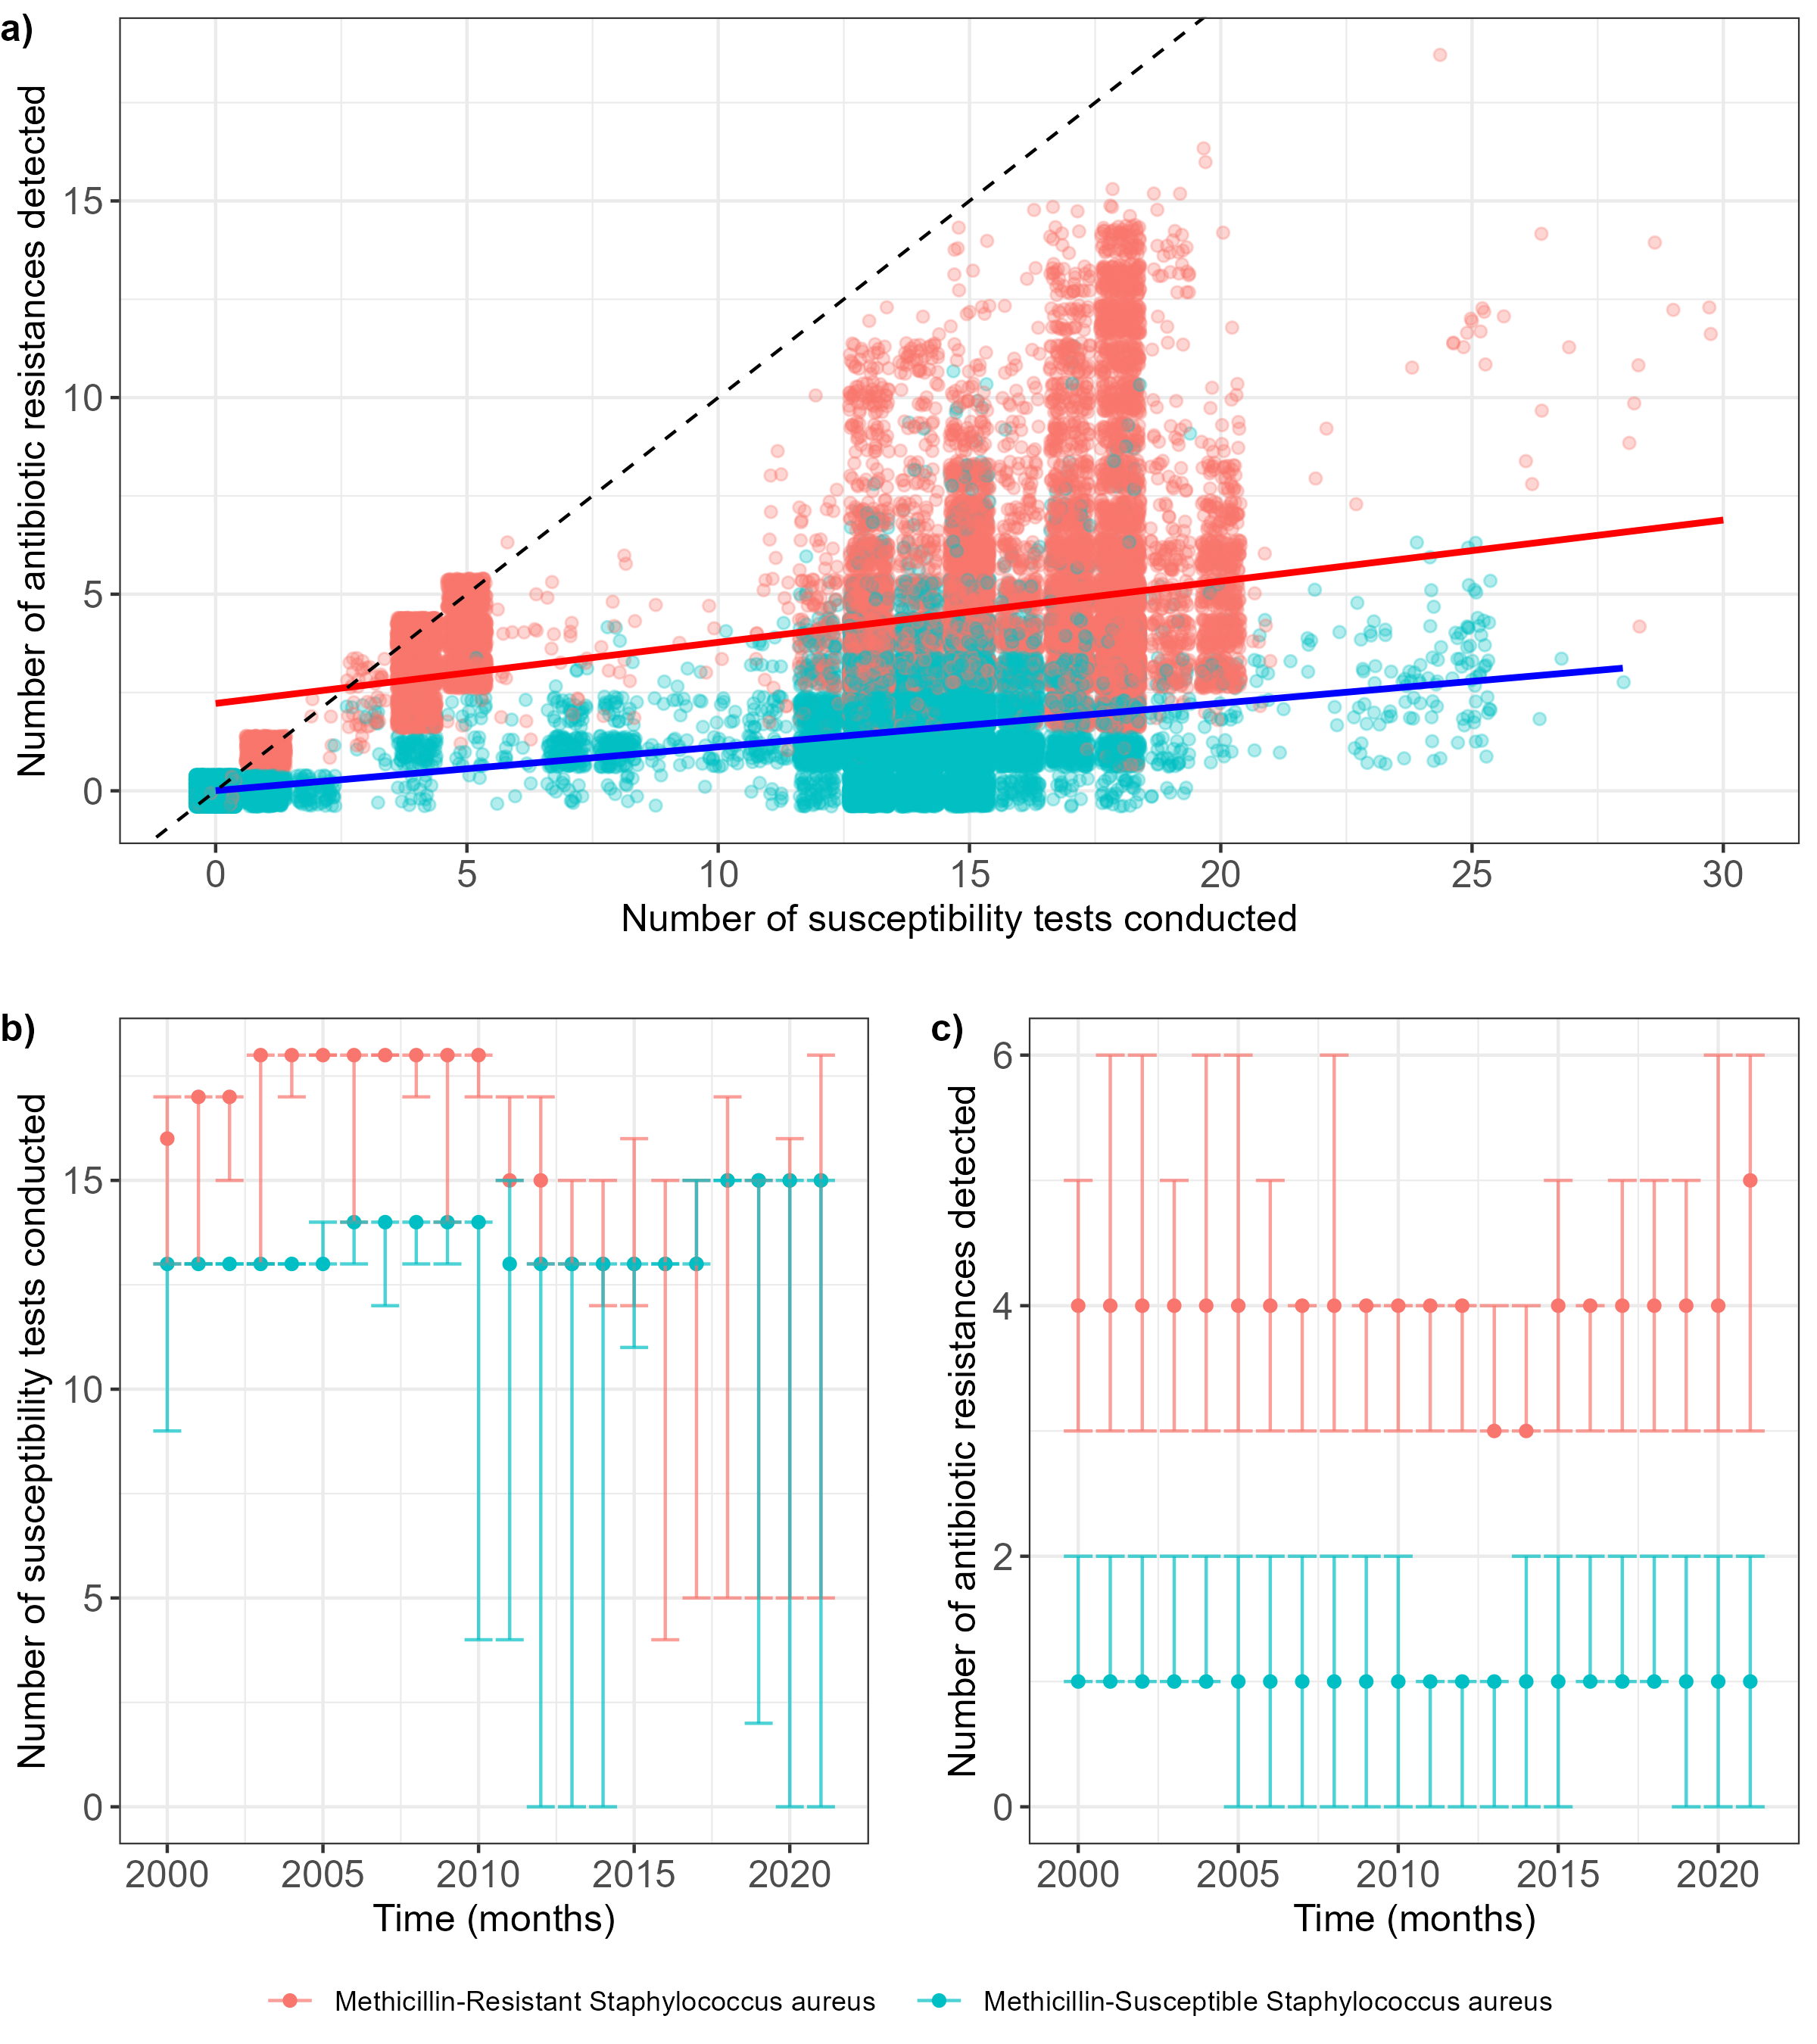 a)
Number of antibiotic resistances detected
15
10
5
0
0 5 10 15 20 25 30
Number of susceptibility tests conducted
b)
Number of susceptibility tests conducted
15
10
5
0
2000 2005 2010 2015 2020
Time (months)
c)
Number of antibiotic resistances detected
6
4
2
0
2000 2005 2010 2015 2020
Time (months)
Methicillin-Resistant Staphylococcus aureus
Methicillin-Susceptible Staphylococcus aureus